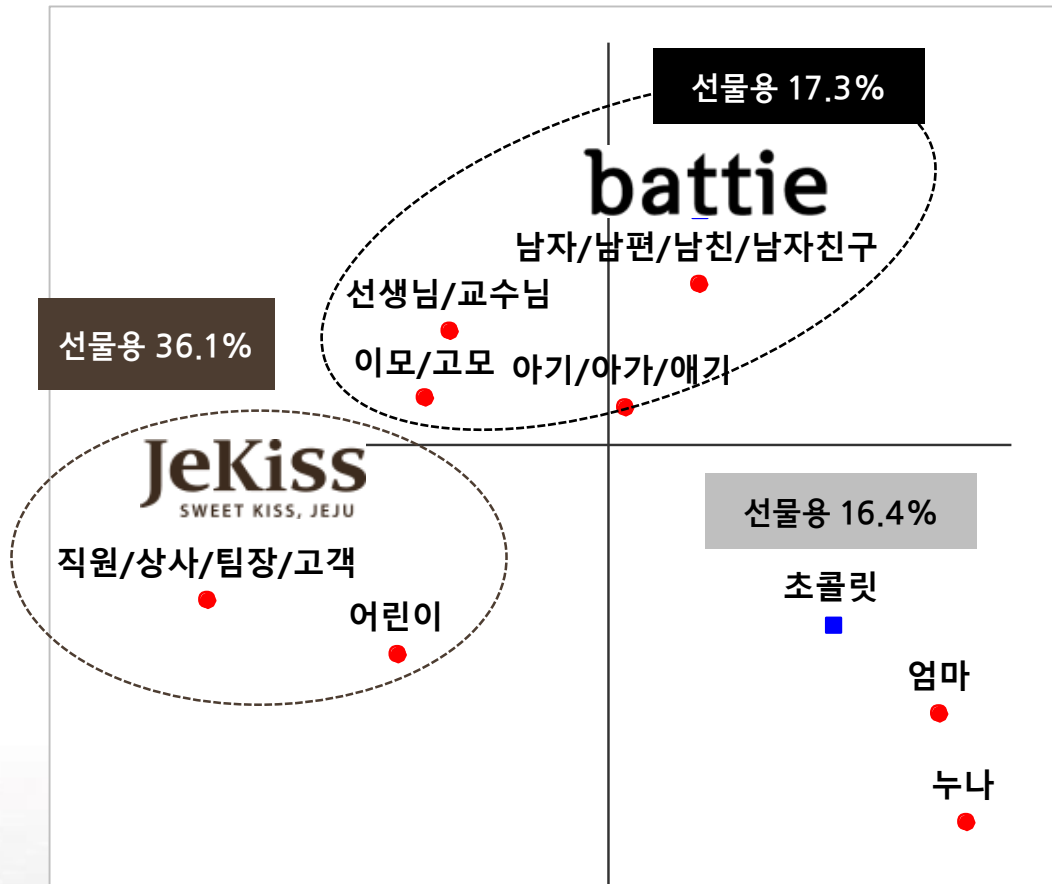 선물용 17.3%
battie
남자/남편/남친/남자친구
선생님/교수님
선물용 36.1%
이모/고모
아기/아가/애기
JeKiss
SWEET KISS, JEJU
선물용 16.4%
직원/상사/팀장/고객
초콜릿
어린이
엄마
누나